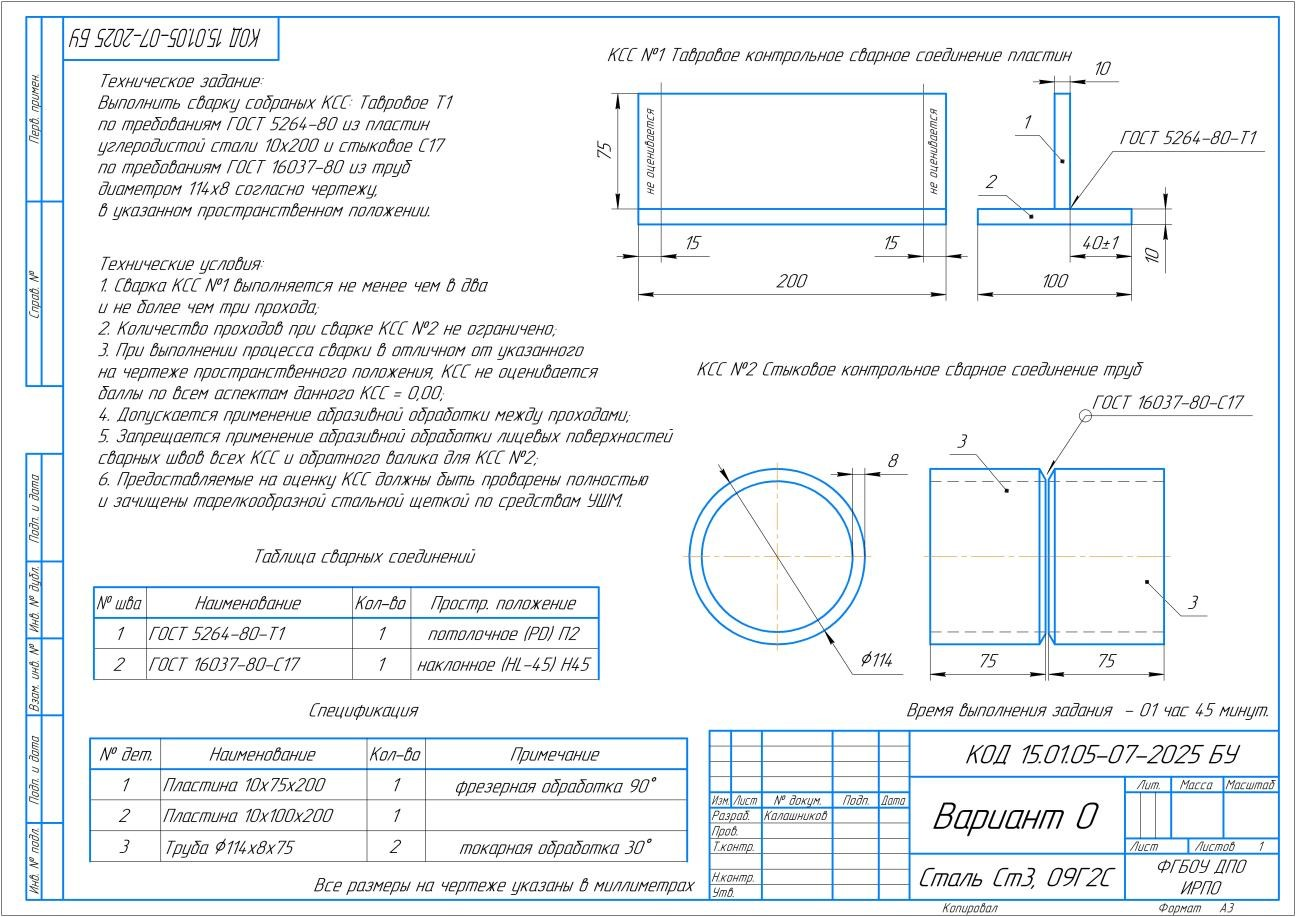 КОД 15.01.05-07-2025 БУ
Перв. примен.
Справ. №
Подп. и дата
Инв. № дубл.
Взам. инв. №
Подп. и дата
Инв. № подл.
Техническое задание:
Выполнить сварку собраных КСС: Тавровое Т1
по требованиям ГОСТ 5264-80 из пластин
углеродистой стали 10х200 и стыковое С17
по требованиям ГОСТ 16037-80 из труб
диаметром 114х8 согласно чертежу,
в указанном пространственном положении.
Технические условия:
1. Сварка КСС №1 выполняется не менее чем в два
и не более чем три прохода;
2. Количество проходов при сварке КСС №2 не ограничено;
3. При выполнении процесса сварки в отличном от указанного
на чертеже пространственного положения, КСС не оценивается
баллы по всем аспектам данного КСС = 0,00;
4. Допускается применение абразивной обработки между проходами;
5. Запрещается применение абразивной обработки лицевых поверхностей
сварных швов всех КСС и обратного валика для КСС №2;
6. Предоставляемые на оценку КСС должны быть проварены полностью
и зачищены тарелкообразной стальной щеткой по средствам УШМ.
Таблица сварных соединений
№ шва Наименование Кол-во Простр. положение
1 ГОСТ 5264-80-Т1 1 потолочное (PD) П2
2 ГОСТ 16037-80-С17 1 наклонное (HL-45) Н45
Спецификация
№ дет. Наименование Кол-во Примечание
1 Пластина 10х75х200 1 фрезерная обработка 90°
2 Пластина 10х100х200 1
3 Труба ϕ114х8х75 2 токарная обработка 30°
Все размеры на чертеже указаны в миллиметрах
КСС №1 Тавровое контрольное сварное соединение пластин
75
не оценивается
не оценивается
15
15
200
10
1
2
ГОСТ 5264-80-Т1
40±1
10
100
КСС №2 Стыковое контрольное сварное соединение труб
ГОСТ 16037-80-С17
8
ϕ114
3
3
75
75
Время выполнения задания - 01 час 45 минут.
КОД 15.01.05-07-2025 БУ
Изм. Лист № докум. Подп. Дата
Разраб. Калашников
Пров.
Т.контр.
Н.контр.
Утв.
Вариант 0
Лит. Масса Масштаб
Лист Листов 1
Сталь Ст3, 09Г2С
ФГБОУ ДПО
ИРПО
Копировал Формат А3